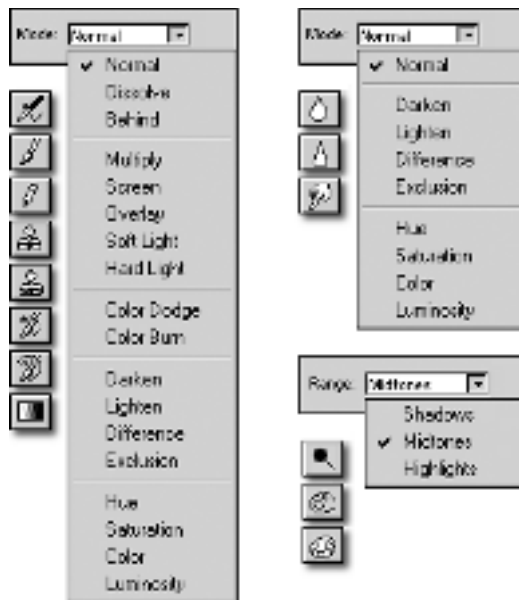 Mode: Normal
Normal
Dissolve
Behind
Multiply
Screen
Overlay
Soft Light
Hard Light
Color Dodge
Color Burn
Darken
Lighten
Difference
Exclusion
Hue
Saturation
Color
Luminosity
Mode: Normal
Normal
Darken
Lighten
Difference
Exclusion
Hue
Saturation
Color
Luminosity
Range: Midtones
Shadows
Midtones
Highlights